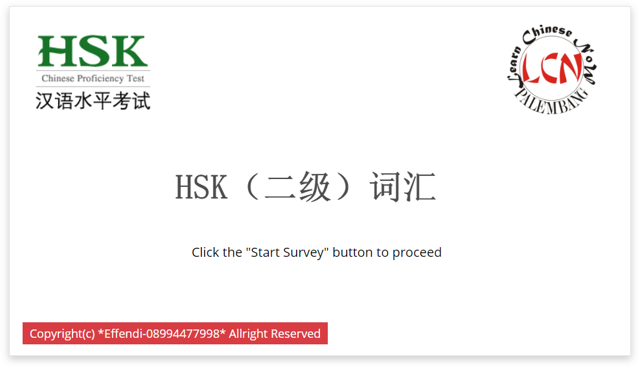 HSK
Chinese Proficiency Test
汉语水平考试
Learn Chinese Now
LCN
PALEMBANG
HSK（二级）词汇
Click the "Start Survey" button to proceed
Copyright(c) *Effendi-08994477998* Allright Reserved